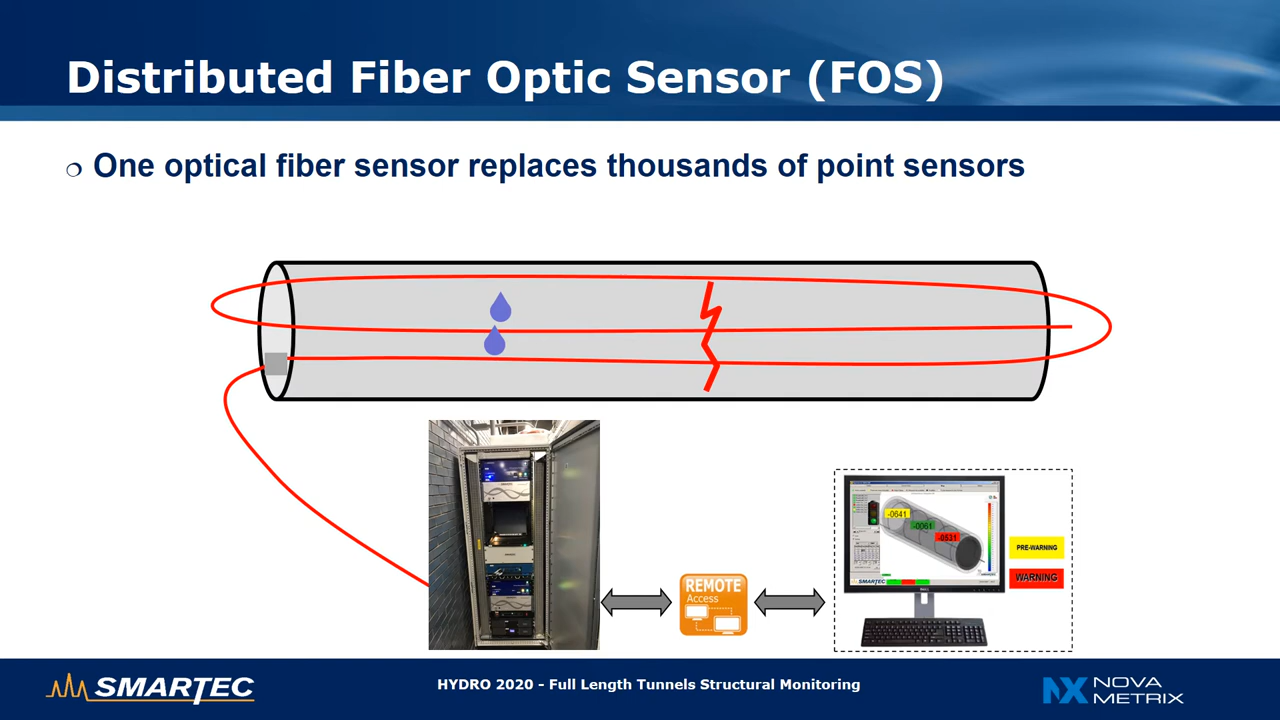 Distributed Fiber Optic Sensor (FOS)
One optical fiber sensor replaces thousands of point sensors
-0641
-0061
-0531
SMARTEC
DELL
PRE-WARNING
WARNING
REMOTE
Access
SMARTEC
HYDRO 2020 - Full Length Tunnels Structural Monitoring
NOVA
METRIX